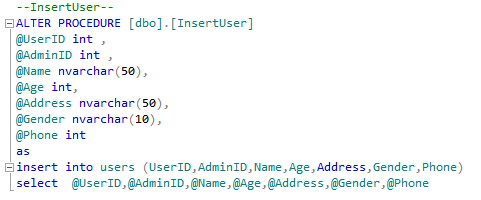 --InsertUser--
ALTER PROCEDURE [dbo].[InsertUser]
@UserID int ,
@AdminID int ,
@Name nvarchar(50),
@Age int,
@Address nvarchar(50),
@Gender nvarchar(10),
@Phone int
as
insert into users (UserID,AdminID,Name,Age,Address,Gender,Phone)
select  @UserID,@AdminID,@Name,@Age,@Address,@Gender,@Phone